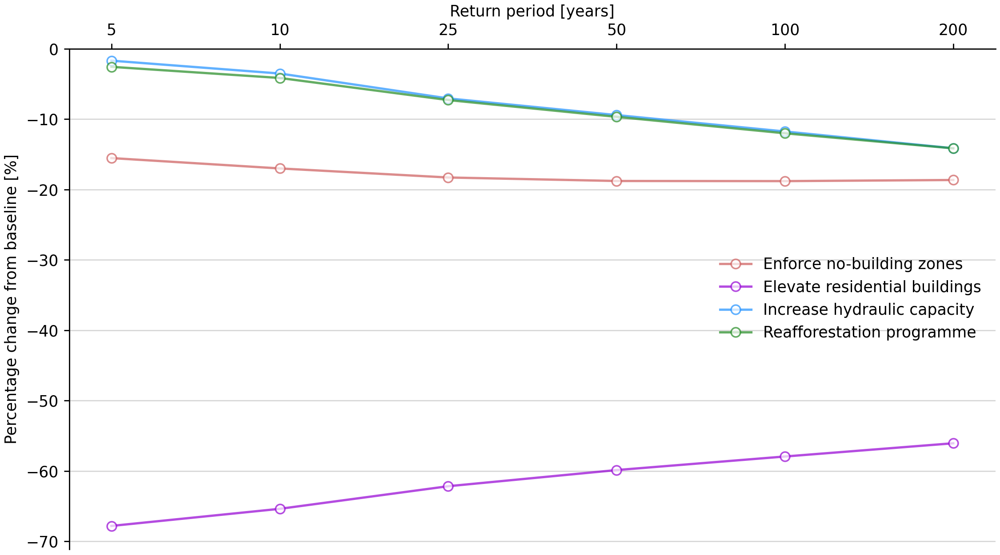 Return period [years]
5 10 25 50 100 200
0
−10
−20
−30
−40
−50
−60
−70
Percentage change from baseline [%]
Enforce no-building zones
Elevate residential buildings
Increase hydraulic capacity
Reafforestation programme